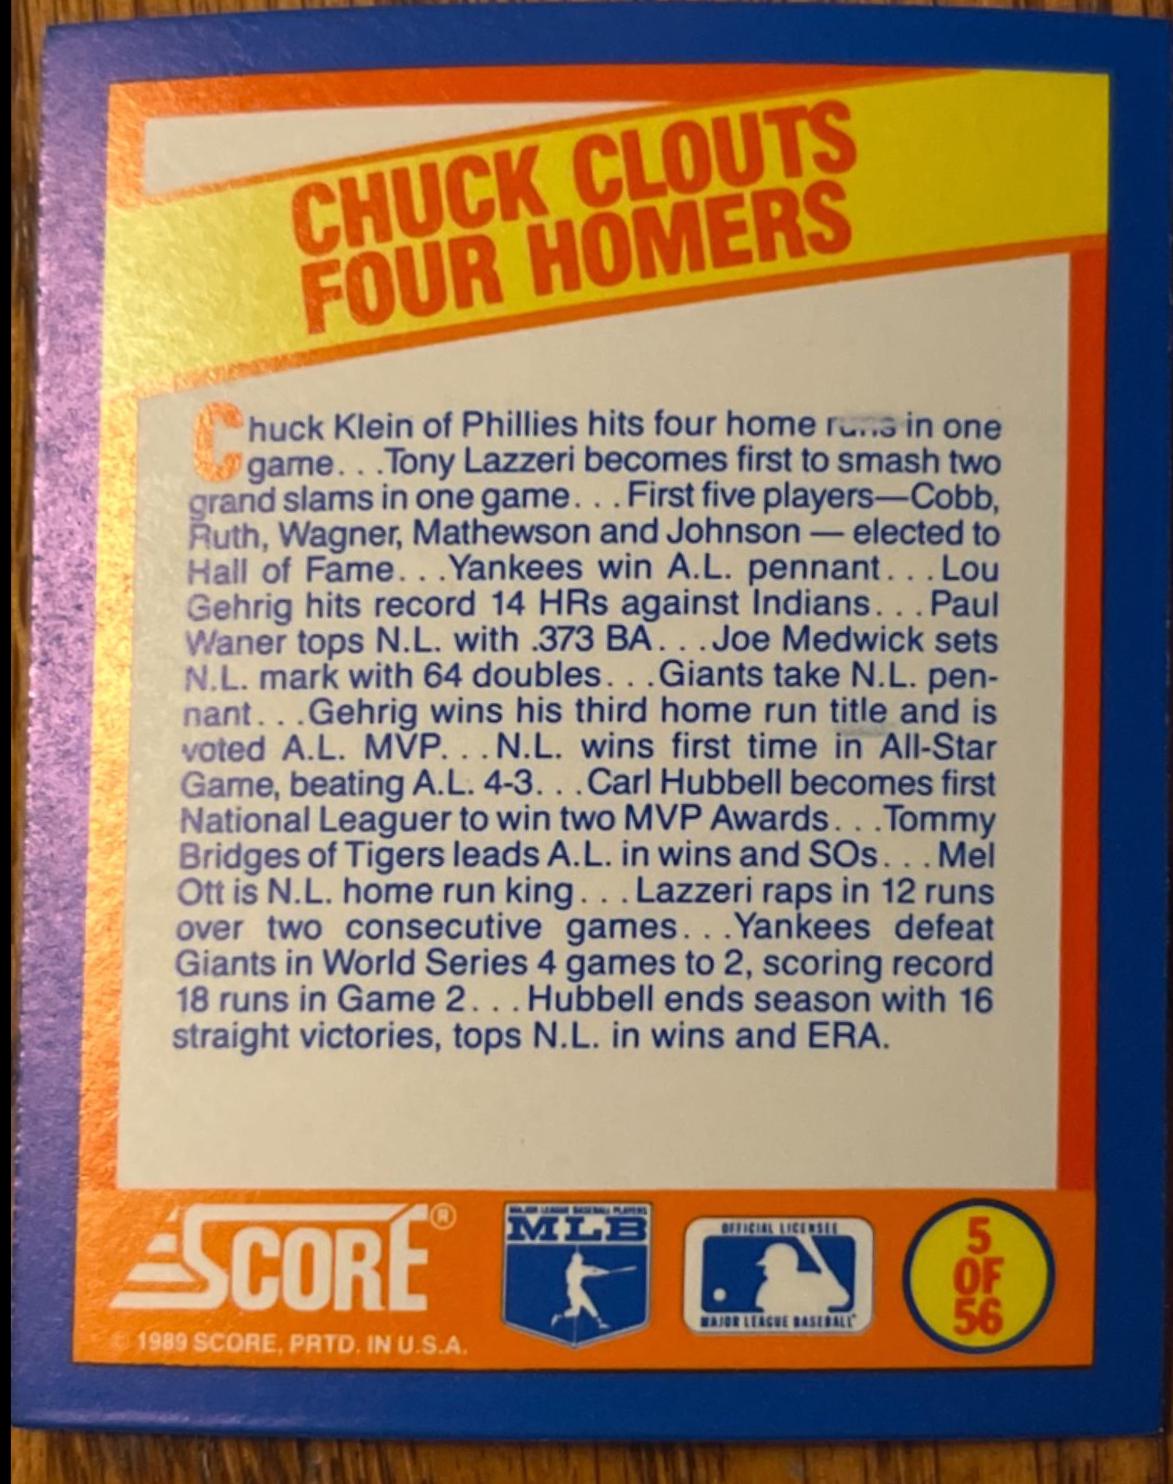 CHUCK CLOUTS
FOUR HOMERS
Chuck Klein of Phillies hits four home runs in one
game. . .Tony Lazzeri becomes first to smash two
grand slams in one game. . . First five players—Cobb,
Ruth, Wagner, Mathewson and Johnson — elected to
Hall of Fame. . .Yankees win A.L. pennant. . . Lou
Gehrig hits record 14 HRs against Indians. . . Paul
Waner tops N.L. with .373 BA. . . Joe Medwick sets
N.L. mark with 64 doubles. . .Giants take N.L. pen-
nant. . .Gehrig wins his third home run title and is
voted A.L. MVP. . . N.L. wins first time in All-Star
Game, beating A.L. 4-3. . .Carl Hubbell becomes first
National Leaguer to win two MVP Awards. . .Tommy
Bridges of Tigers leads A.L. in wins and SOs. . . Mel
Ott is N.L. home run king. . . Lazzeri raps in 12 runs
over two consecutive games. . .Yankees defeat
Giants in World Series 4 games to 2, scoring record
18 runs in Game 2. . . Hubbell ends season with 16
straight victories, tops N.L. in wins and ERA.
SCORE®
© 1989 SCORE, PRTD. IN U.S.A.
MAJOR LEAGUE BASEBALL PLAYERS
MLB
OFFICIAL LICENSEE
MAJOR LEAGUE BASEBALL
5
OF
56